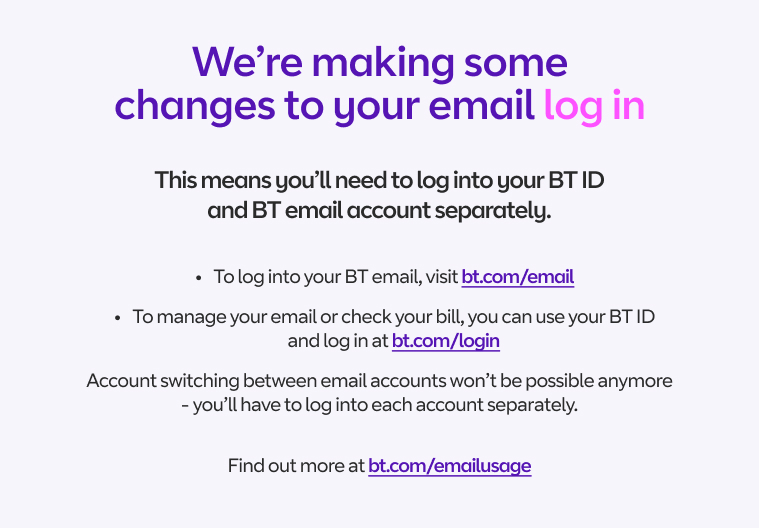 We’re making some
changes to your email log in
This means you’ll need to log into your BT ID
and BT email account separately.
• To log into your BT email, visit bt.com/email
• To manage your email or check your bill, you can use your BT ID
and log in at bt.com/login
Account switching between email accounts won’t be possible anymore
- you’ll have to log into each account separately.
Find out more at bt.com/emailusage